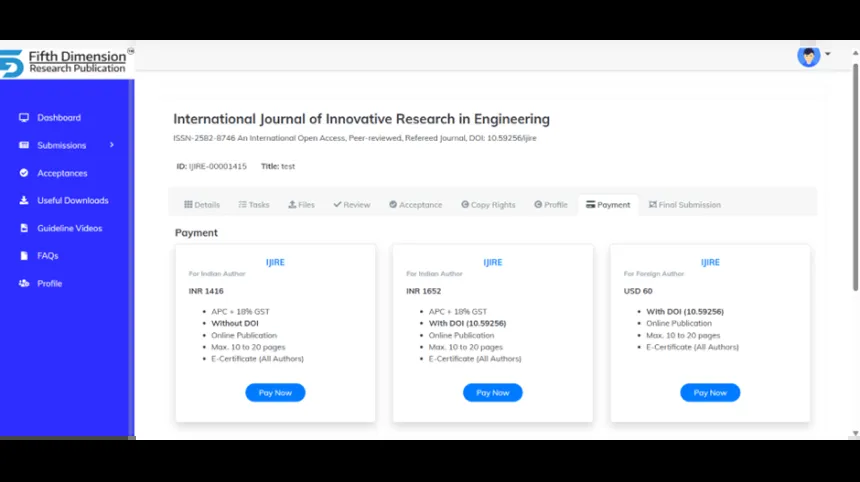 Fifth Dimension
Research Publication
Dashboard
Submissions
Acceptances
Useful Downloads
Guideline Videos
FAQs
Profile
International Journal of Innovative Research in Engineering
ISSN-2582-8746 An International Open Access, Peer-reviewed, Refereed Journal, DOI: 10.59256/ijire
ID: IJIRE-00001415 Title: test
Details Tasks Files Review Acceptance Copy Rights Profile Payment Final Submission
Payment
IJIRE
For Indian Author
INR 1416
APC + 18% GST
Without DOI
Online Publication
Max. 10 to 20 pages
E-Certificate (All Authors)
Pay Now
IJIRE
For Indian Author
INR 1652
APC + 18% GST
With DOI (10.59256)
Online Publication
Max. 10 to 20 pages
E-Certificate (All Authors)
Pay Now
IJIRE
For Foreign Author
USD 60
With DOI (10.59256)
Online Publication
Max. 10 to 20 pages
E-Certificate (All Authors)
Pay Now